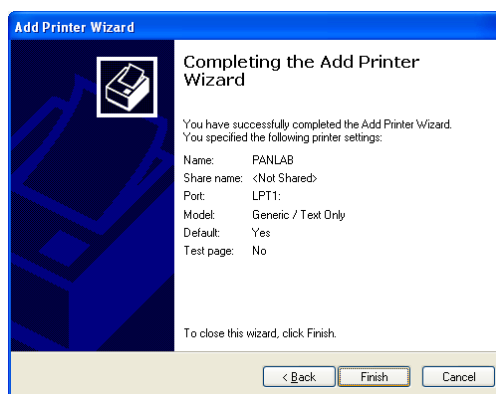 Add Printer Wizard
Completing the Add Printer
Wizard
You have successfully completed the Add Printer Wizard.
You specified the following printer settings:
Name: PANLAB
Share name: <Not Shared>
Port: LPT1:
Model: Generic / Text Only
Default: Yes
Test page: No
To close this wizard, click Finish.
< Back Finish Cancel